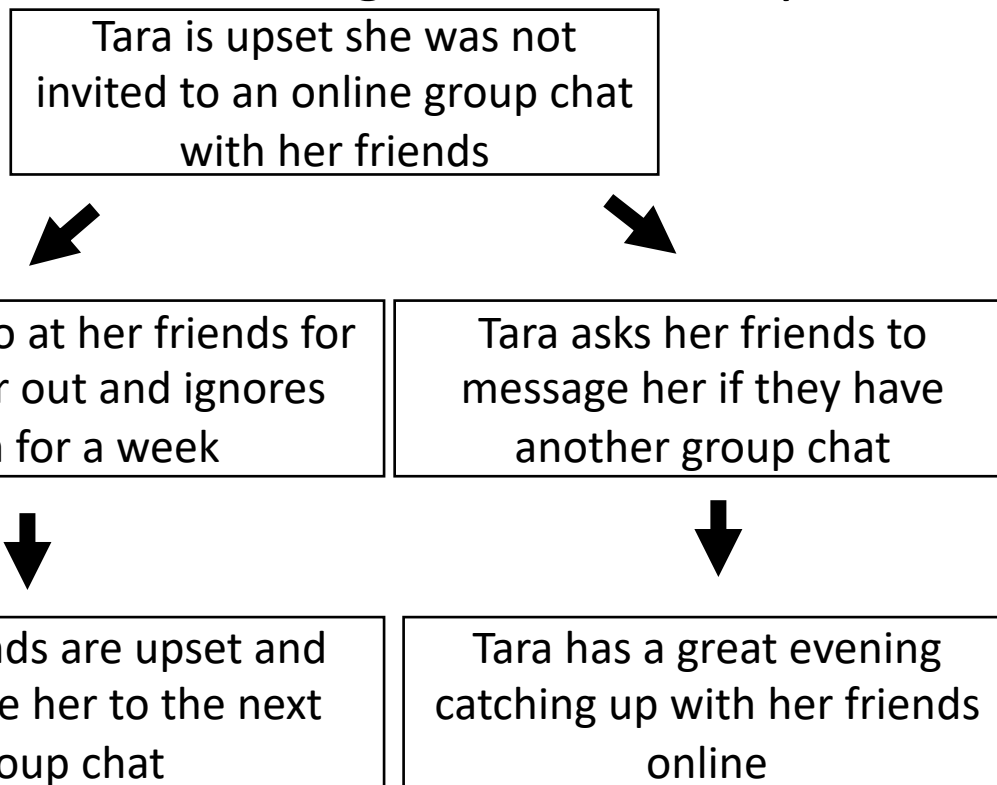 Tara is upset she was not
invited to an online group chat
with her friends
at her friends for
out and ignores
for a week
Tara asks her friends to
message her if they have
another group chat
are upset and
her to the next
chat
Tara has a great evening
catching up with her friends
online